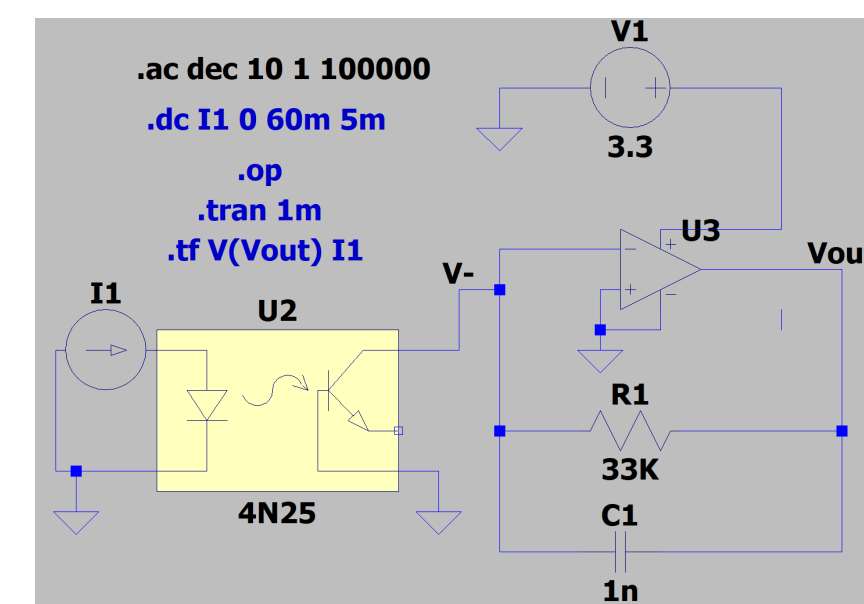 V1
.ac dec 10 1 100000
.dc I1 0 60m 5m
3.3
.op
.tran 1m
.tf V(Vout) I1
U3
Vou
V-
I1
U2
R1
33K
4N25
C1
1n